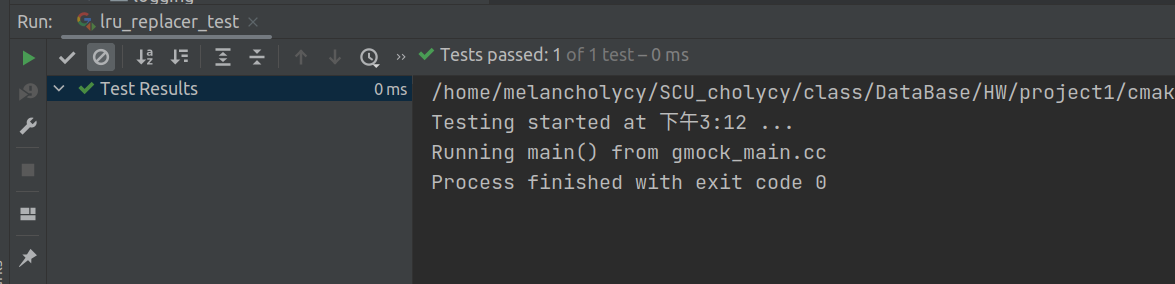 logging
Run: lru_replacer_test
Tests passed: 1 of 1 test – 0 ms
Test Results 0 ms
/home/melancholycy/SCU_cholycy/class/DataBase/HW/project1/cmak
Testing started at 下午3:12 ...
Running main() from gmock_main.cc
Process finished with exit code 0